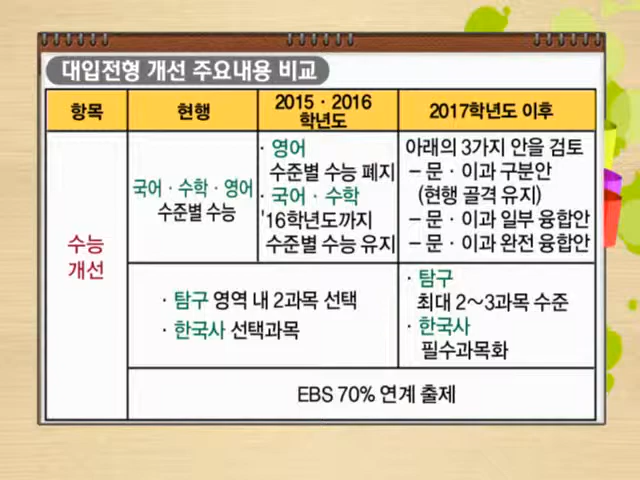 대입전형 개선 주요내용 비교
항목
현행
2015·2016
학년도
2017학년도 이후
수능
개선
국어·수학·영어
수준별 수능
· 영어
수준별 수능 폐지
· 국어·수학
'16학년도까지
수준별 수능 유지
아래의 3가지 안을 검토
– 문·이과 구분안
(현행 골격 유지)
– 문·이과 일부 융합안
– 문·이과 완전 융합안
· 탐구 영역 내 2과목 선택
· 한국사 선택과목
· 탐구
최대 2~3과목 수준
· 한국사
필수과목화
EBS 70% 연계 출제